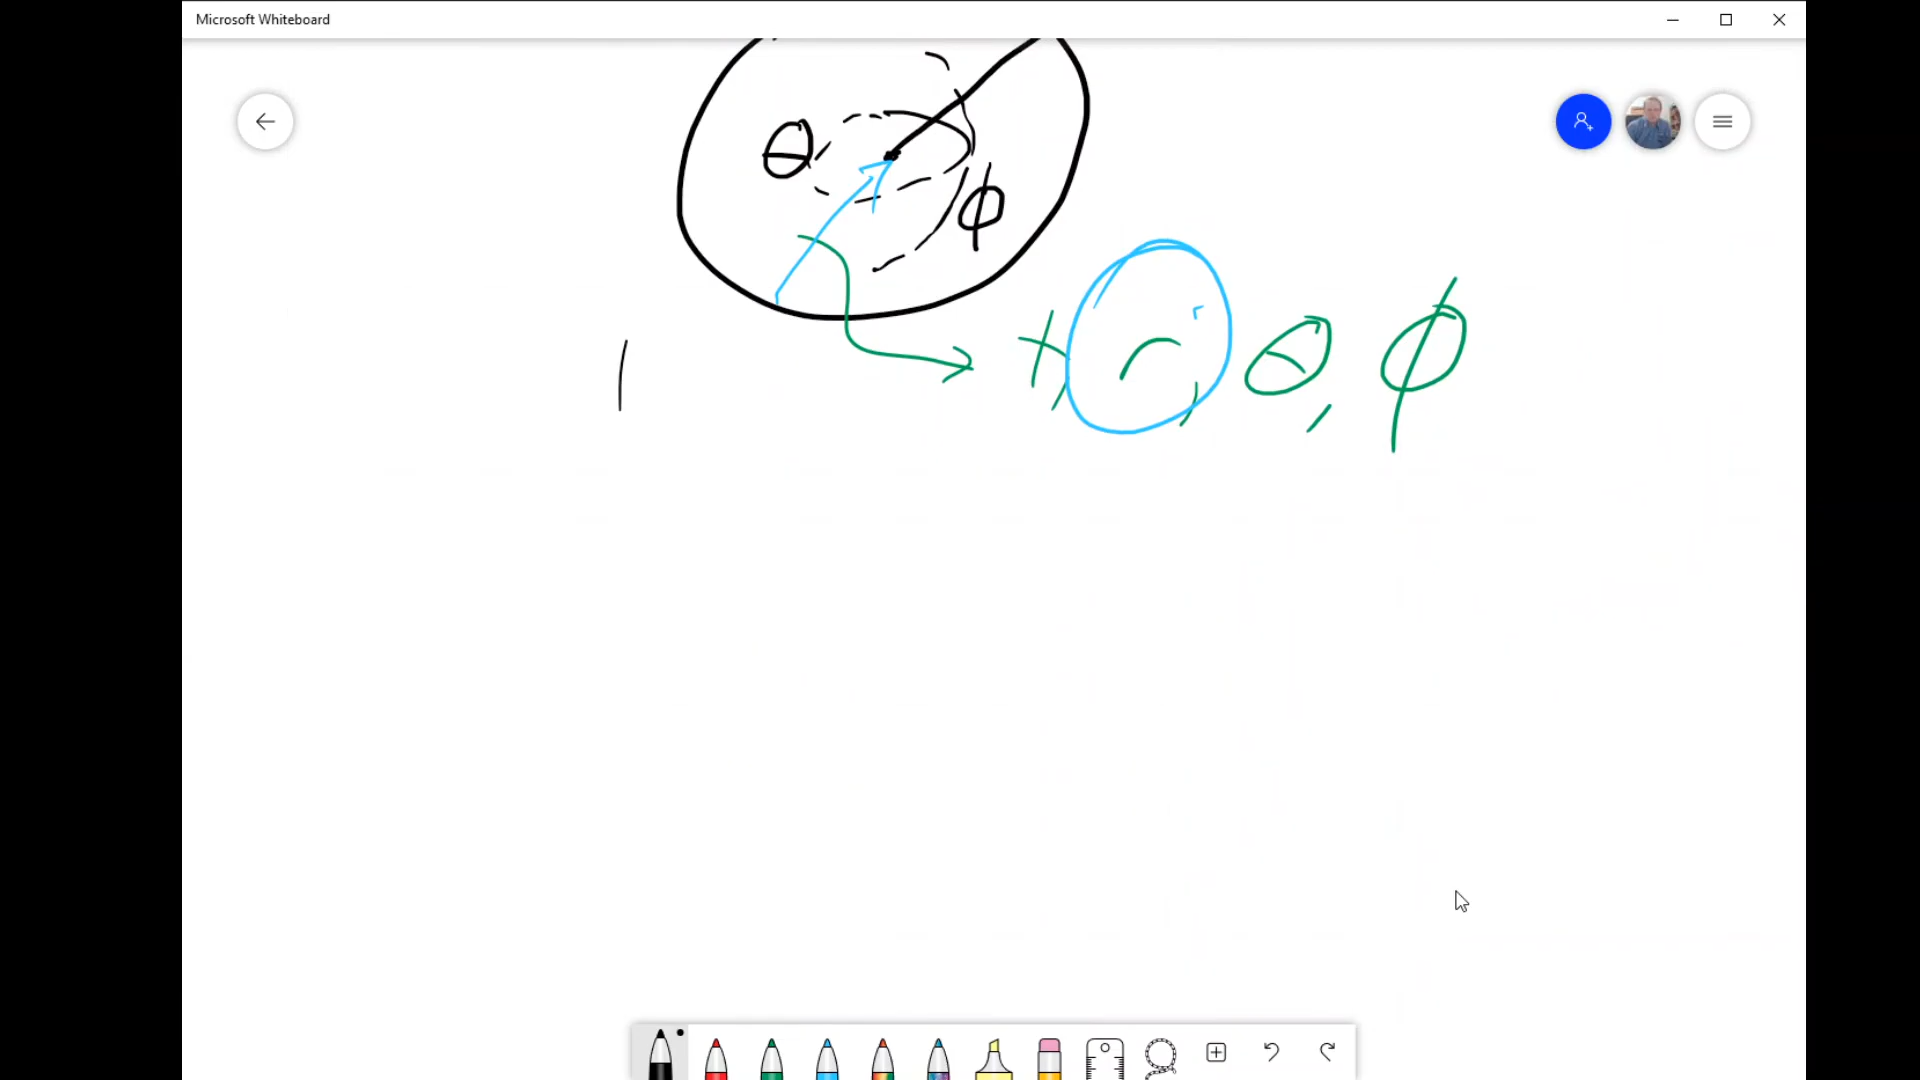 Microsoft Whiteboard
θ
ϕ
t, r, θ, ϕ